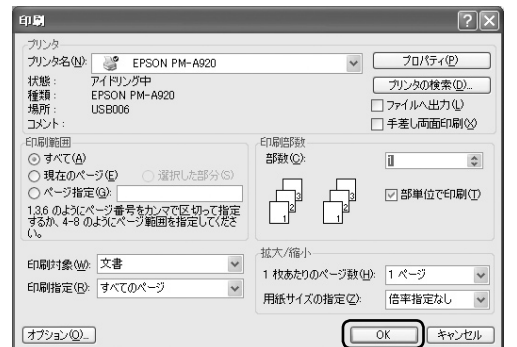 印刷
プリンタ
プリンタ名(N): EPSON PM-A920 プロパティ(P)
状態: アイドリング中 プリンタの検索(D)...
種類: EPSON PM-A920
場所: USB006 ファイルへ出力(L)
コメント: 手差し両面印刷(X)
印刷範囲 印刷部数
すべて(A) 部数(C): 1
現在のページ(E) 選択した部分(S)
ページ指定(G): 部単位で印刷(T)
1,3,6 のようにページ番号をカンマで区切って指定
するか、4-8 のようにページ範囲を指定してくださ
い。
1 2 3 1 2 3
拡大/縮小
印刷対象(W): 文書 1 枚あたりのページ数(H): 1 ページ
印刷指定(R): すべてのページ 用紙サイズの指定(Z): 倍率指定なし
オプション(O)... OK キャンセル